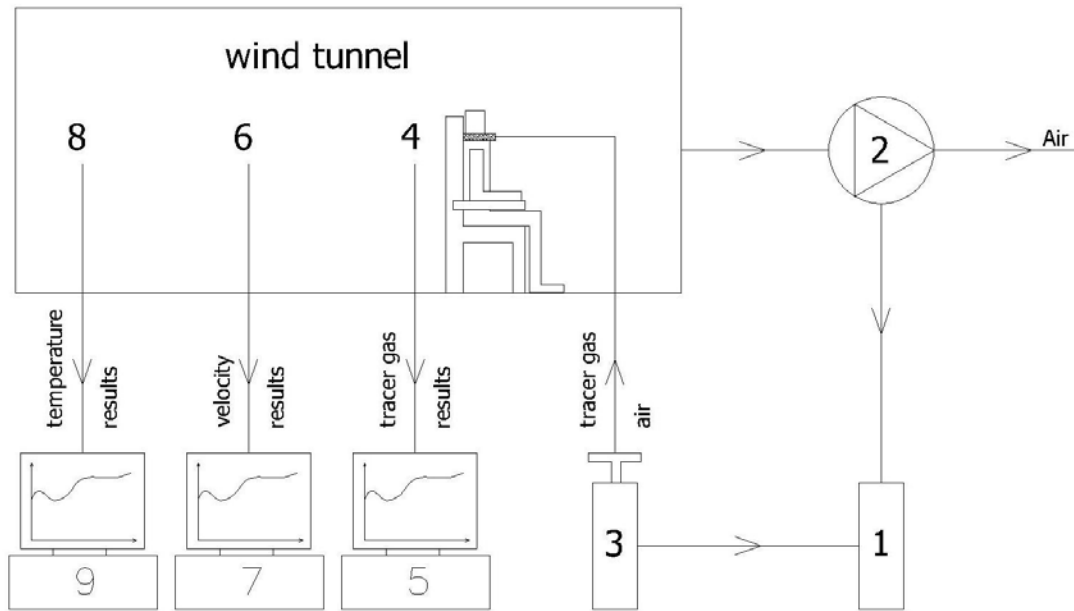 wind tunnel
8
6
4
2
Air
temperature
results
velocity
results
tracer gas
results
tracer gas
air
9
7
5
3
1